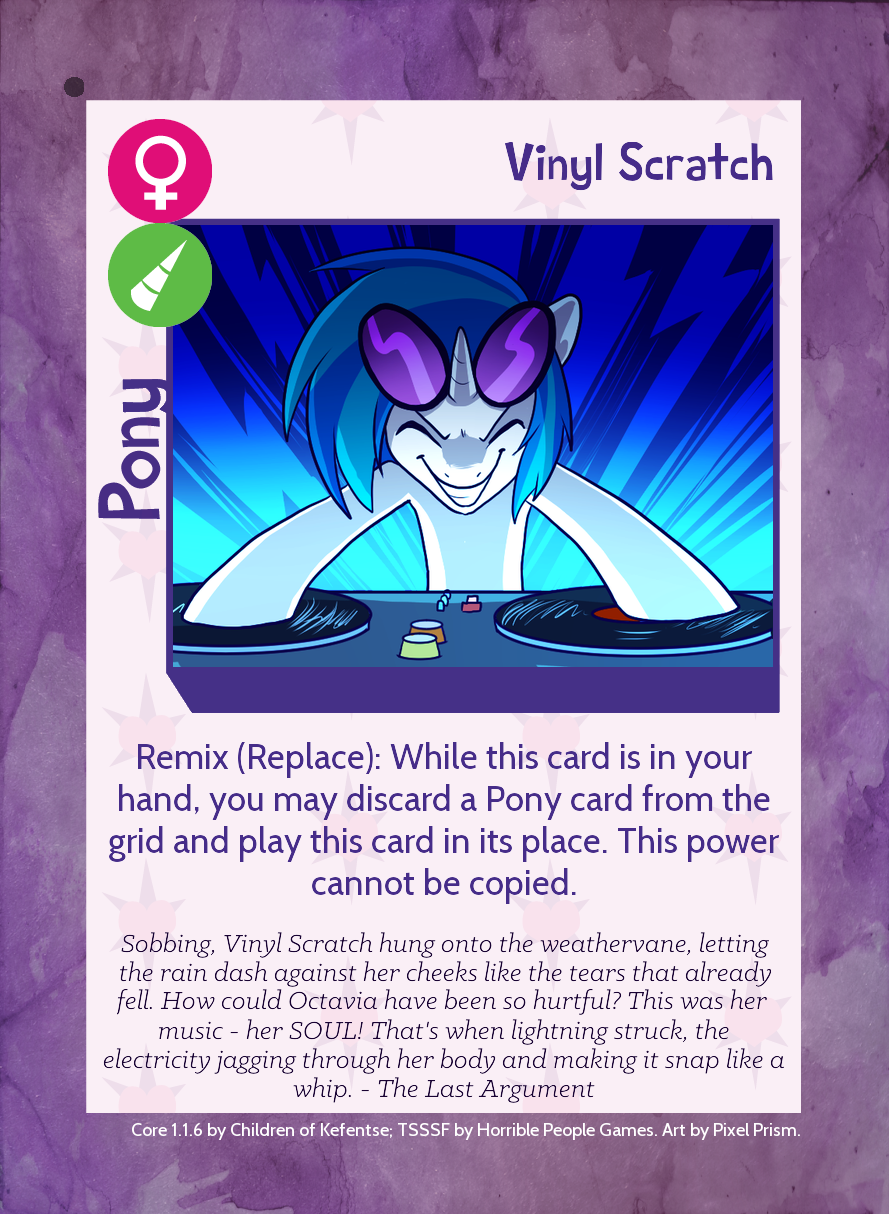 Vinyl Scratch
Pony
Remix (Replace): While this card is in your
hand, you may discard a Pony card from the
grid and play this card in its place. This power
cannot be copied.
Sobbing, Vinyl Scratch hung onto the weathervane, letting
the rain dash against her cheeks like the tears that already
fell. How could Octavia have been so hurtful? This was her
music - her SOUL! That's when lightning struck, the
electricity jagging through her body and making it snap like a
whip. - The Last Argument
Core 1.1.6 by Children of Kefentse; TSSSF by Horrible People Games. Art by Pixel Prism.